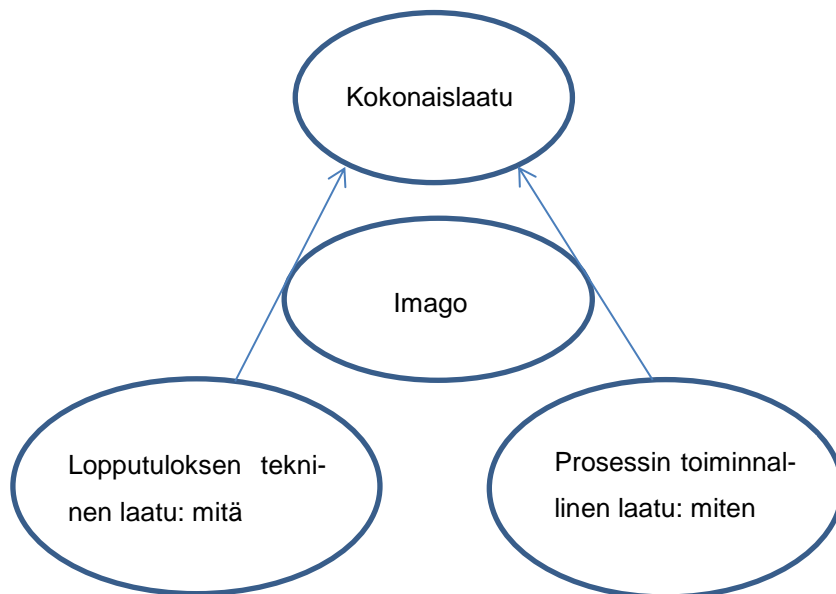 Kokonaislaatu
Imago
Lopputuloksen tekni-
nen laatu: mitä
Prosessin toiminnal-
linen laatu: miten